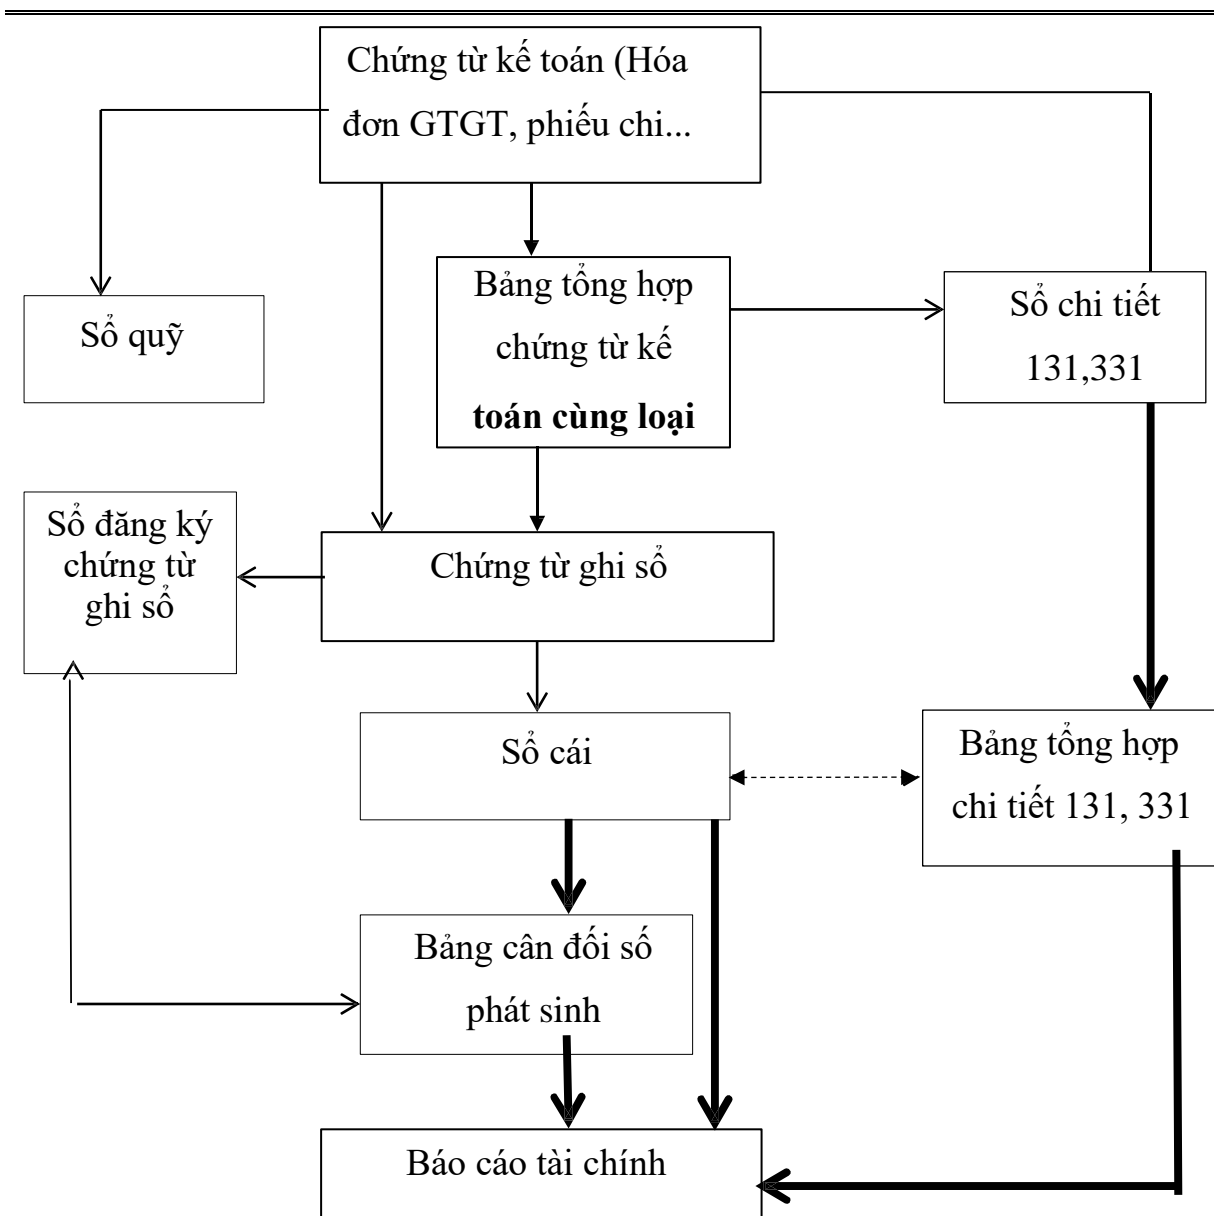 Chứng từ kế toán (Hóa
đơn GTGT, phiếu chi...
Bảng tổng hợp
chứng từ kế
toán cùng loại
Sổ chi tiết
131,331
Sổ quỹ
Sổ đăng ký
chứng từ
ghi sổ
Chứng từ ghi sổ
Sổ cái
Bảng tổng hợp
chi tiết 131, 331
Bảng cân đối số
phát sinh
Báo cáo tài chính